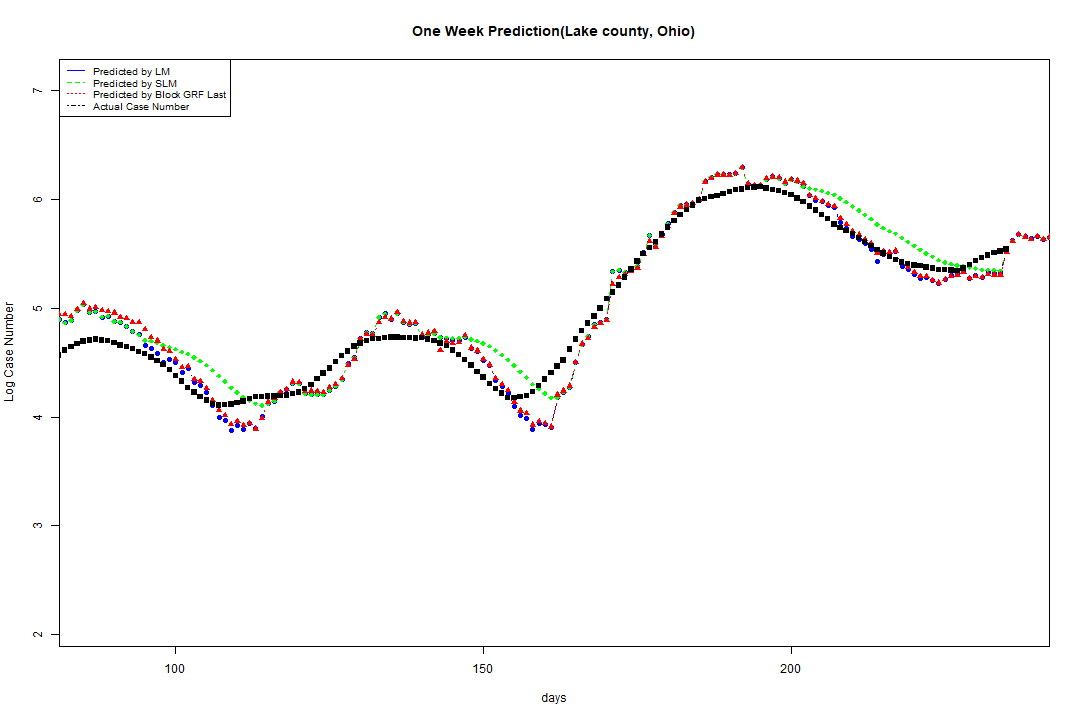 One Week Prediction(Lake county, Ohio)
Predicted by LM
Predicted by SLM
Predicted by Block GRF Last
Actual Case Number
7
6
5
4
3
2
Log Case Number
100
150
200
days